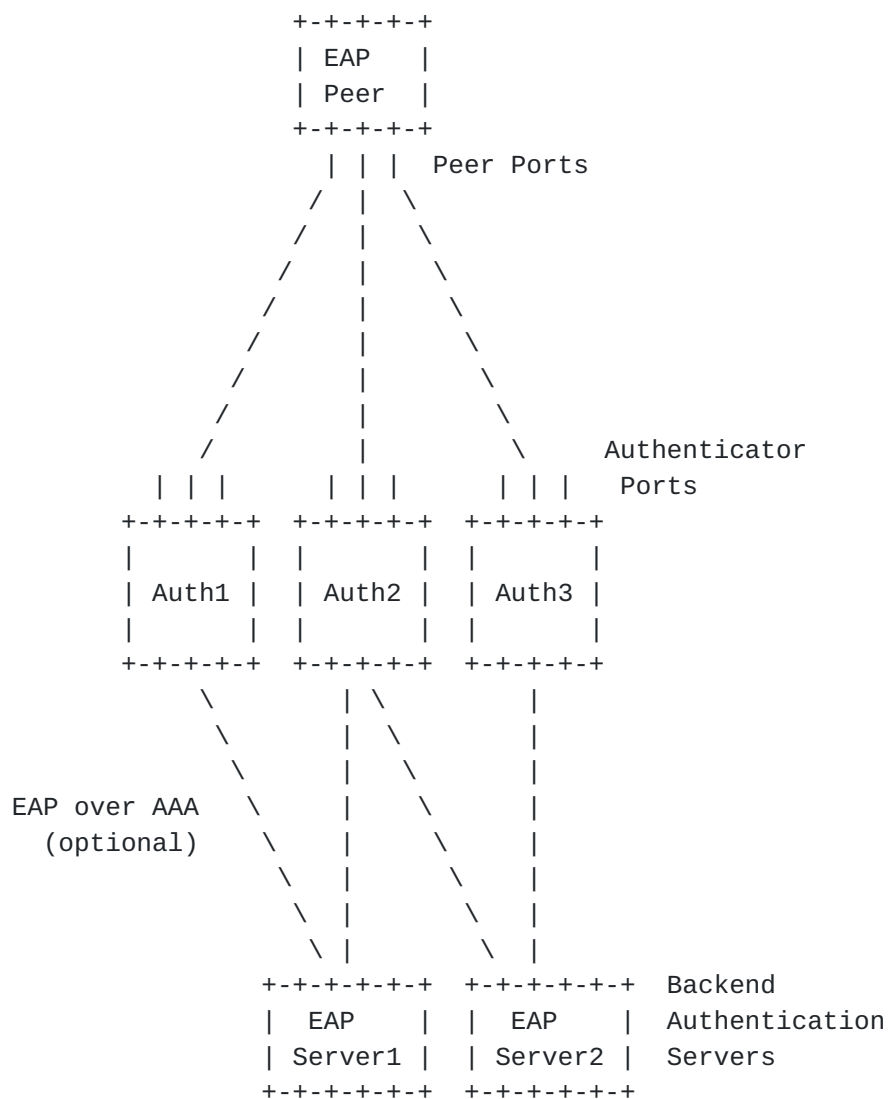 EAP
Peer
Peer Ports
Authenticator
Ports
Auth1 Auth2 Auth3
EAP over AAA
(optional)
EAP EAP Backend
Server1 Server2 Authentication
Servers